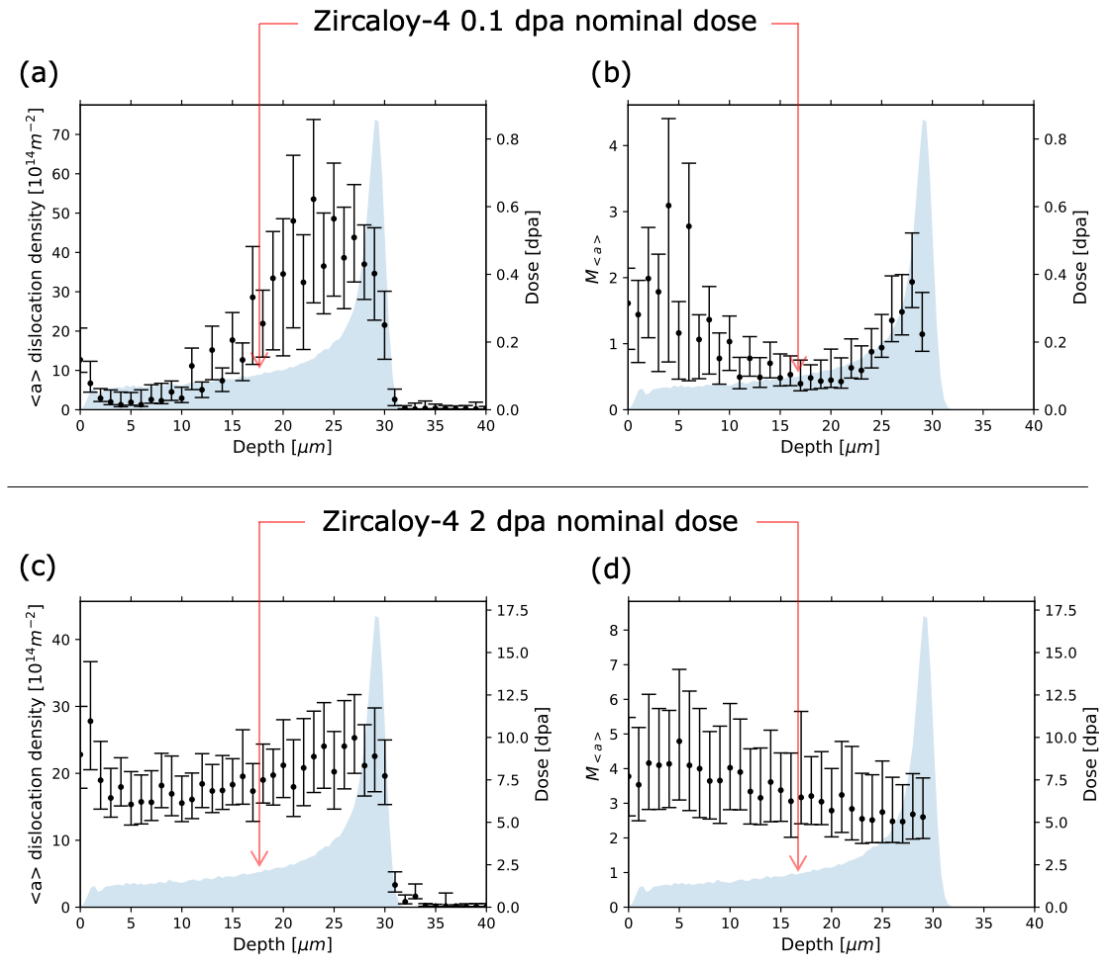 Zircaloy-4 0.1 dpa nominal dose
(a)
(b)
<a> dislocation density [10^14 m^−2]
70
60
50
40
30
20
10
0
0.8
0.6
0.4
0.2
0.0
Dose [dpa]
0 5 10 15 20 25 30 35 40
Depth [μm]
M<a>
4
3
2
1
0
0.8
0.6
0.4
0.2
0.0
Dose [dpa]
0 5 10 15 20 25 30 35 40
Depth [μm]
Zircaloy-4 2 dpa nominal dose
(c)
(d)
<a> dislocation density [10^14 m^−2]
40
30
20
10
0
17.5
15.0
12.5
10.0
7.5
5.0
2.5
0.0
Dose [dpa]
0 5 10 15 20 25 30 35 40
Depth [μm]
M<a>
8
7
6
5
4
3
2
1
0
17.5
15.0
12.5
10.0
7.5
5.0
2.5
0.0
Dose [dpa]
0 5 10 15 20 25 30 35 40
Depth [μm]